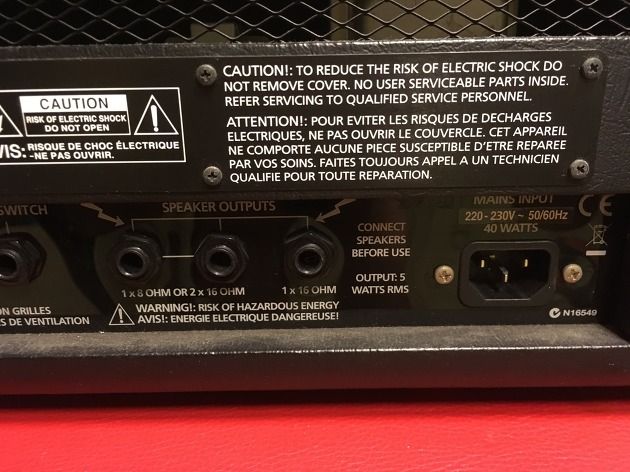 CAUTION!: TO REDUCE THE RISK OF ELECTRIC SHOCK DO
NOT REMOVE COVER. NO USER SERVICEABLE PARTS INSIDE.
REFER SERVICING TO QUALIFIED SERVICE PERSONNEL.
ATTENTION!: POUR EVITER LES RISQUES DE DECHARGES
ELECTRIQUES, NE PAS OUVRIR LE COUVERCLE. CET APPAREIL
NE COMPORTE AUCUNE PIECE SUSCEPTIBLE D'ETRE REPAREE
PAR VOS SOINS. FAITES TOUJOURS APPEL A UN TECHNICIEN
QUALIFIE POUR TOUTE REPARATION.
CAUTION
RISK OF ELECTRIC SHOCK
DO NOT OPEN
VIS: RISQUE DE CHOC ÉLECTRIQUE
-NE PAS OUVRIR.
SWITCH
SPEAKER OUTPUTS
1 x 8 OHM OR 2 x 16 OHM
1 x 16 OHM
CONNECT
SPEAKERS
BEFORE USE
OUTPUT: 5
WATTS RMS
WARNING!: RISK OF HAZARDOUS ENERGY
AVIS!: ENERGIE ELECTRIQUE DANGEREUSE!
ON GRILLES
RS DE VENTILATION
MAINS INPUT
220 - 230V ~ 50/60Hz
40 WATTS
CE
N16549